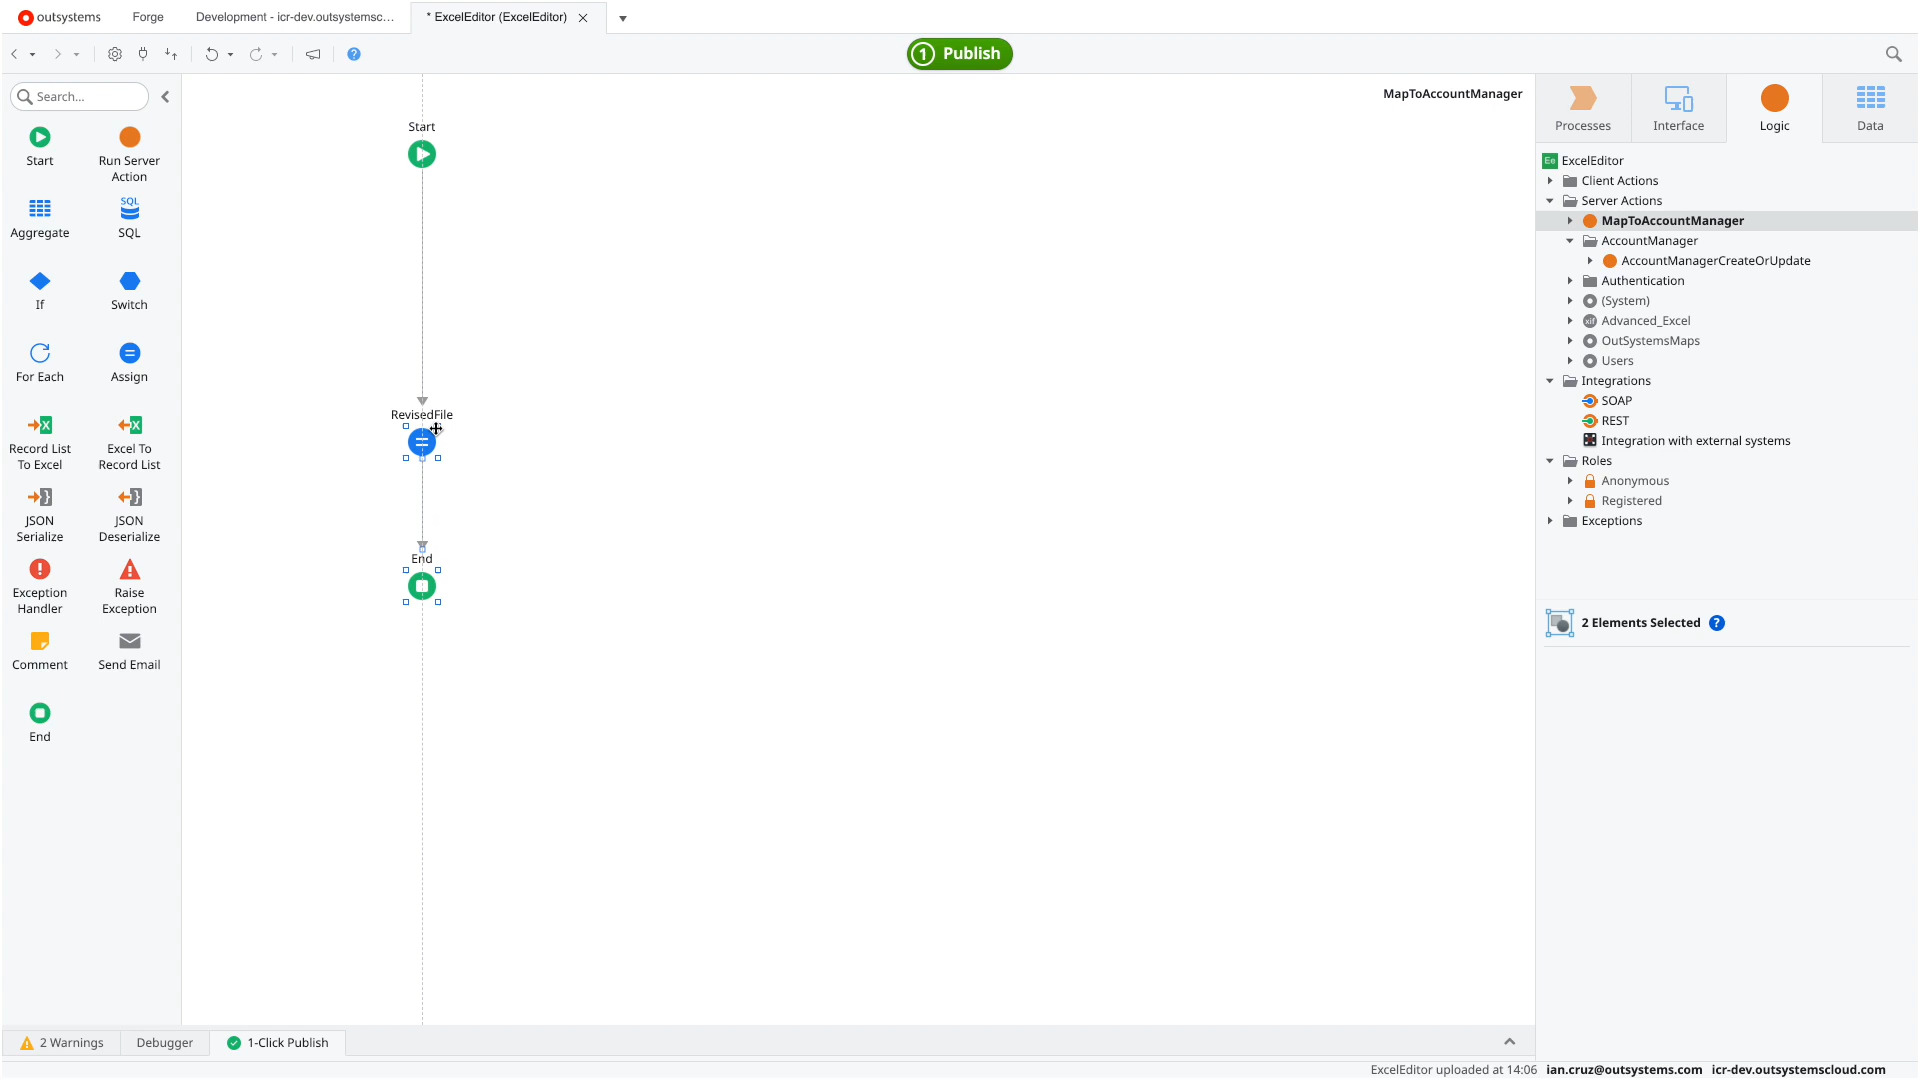 outsystems
Forge
Development - icr-dev.outsystemsc...
* ExcelEditor (ExcelEditor)
1 Publish
Search...
Start
Run Server Action
Aggregate
SQL
SQL
If
Switch
For Each
Assign
Record List To Excel
Excel To Record List
JSON Serialize
JSON Deserialize
Exception Handler
Raise Exception
Comment
Send Email
End
MapToAccountManager
Start
RevisedFile
End
Processes
Interface
Logic
Data
Ee ExcelEditor
Client Actions
Server Actions
MapToAccountManager
AccountManager
AccountManagerCreateOrUpdate
Authentication
(System)
xif Advanced_Excel
OutSystemsMaps
Users
Integrations
SOAP
REST
Integration with external systems
Roles
Anonymous
Registered
Exceptions
2 Elements Selected ?
2 Warnings
Debugger
1-Click Publish
ExcelEditor uploaded at 14:06 ian.cruz@outsystems.com icr-dev.outsystemscloud.com